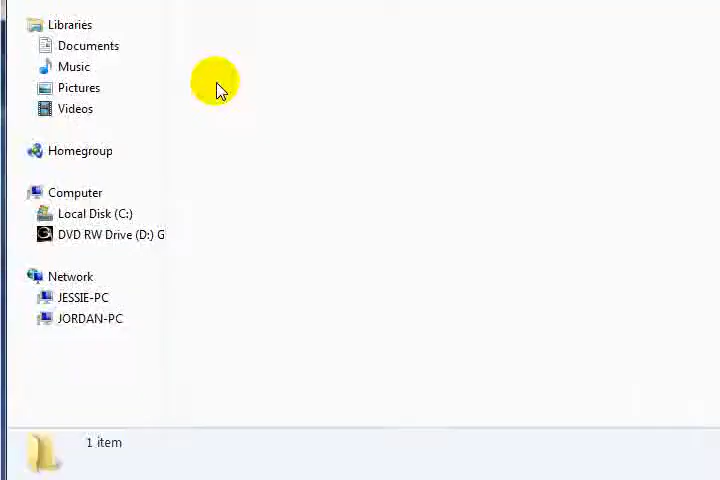 Libraries
Documents
Music
Pictures
Videos
Homegroup
Computer
Local Disk (C:)
DVD RW Drive (D:) G
Network
JESSIE-PC
JORDAN-PC
1 item